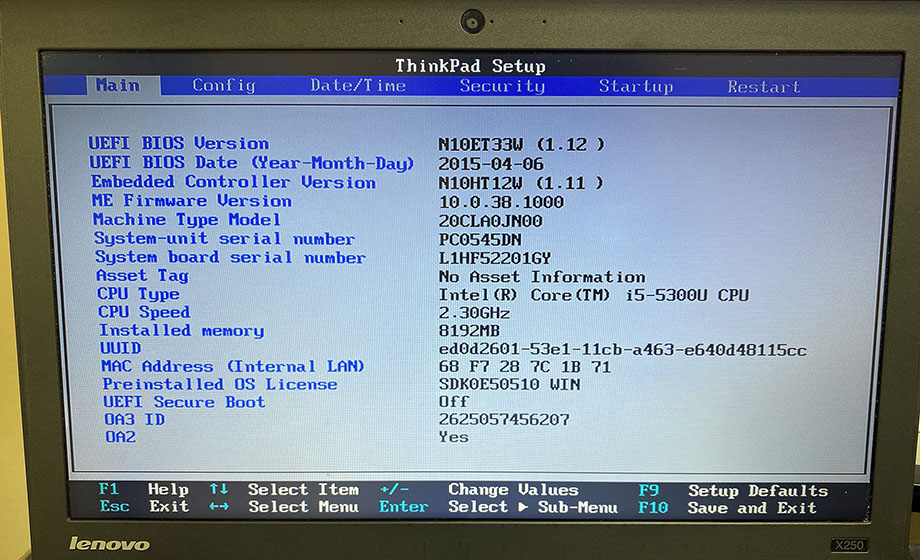 ThinkPad Setup
Main Config Date/Time Security Startup Restart
UEFI BIOS Version N10ET33W (1.12 )
UEFI BIOS Date (Year-Month-Day) 2015-04-06
Embedded Controller Version N10HT12W (1.11 )
ME Firmware Version 10.0.38.1000
Machine Type Model 20CLA0JN00
System-unit serial number PC0545DN
System board serial number L1HF52201GY
Asset Tag No Asset Information
CPU Type Intel(R) Core(TM) i5-5300U CPU
CPU Speed 2.30GHz
Installed memory 8192MB
UUID ed0d2601-53e1-11cb-a463-e640d48115cc
MAC Address (Internal LAN) 68 F7 28 7C 1B 71
Preinstalled OS License SDK0E50510 WIN
UEFI Secure Boot Off
OA3 ID 2625057456207
OA2 Yes
F1 Help ↑↓ Select Item +/- Change Values F9 Setup Defaults
Esc Exit ←→ Select Menu Enter Select ▶ Sub-Menu F10 Save and Exit
lenovo X250